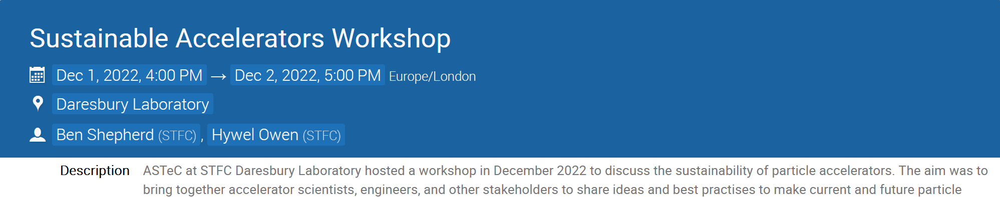 Sustainable Accelerators Workshop
Dec 1, 2022, 4:00 PM → Dec 2, 2022, 5:00 PM Europe/London
Daresbury Laboratory
Ben Shepherd (STFC), Hywel Owen (STFC)
Description ASTeC at STFC Daresbury Laboratory hosted a workshop in December 2022 to discuss the sustainability of particle accelerators. The aim was to
bring together accelerator scientists, engineers, and other stakeholders to share ideas and best practises to make current and future particle